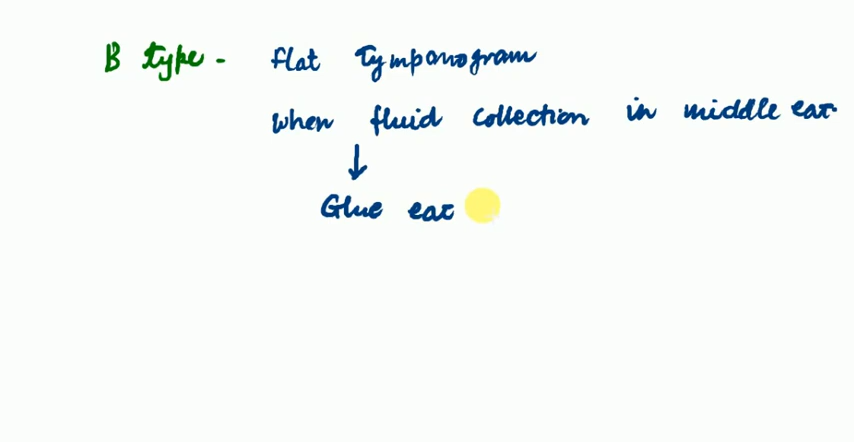 B type - flat Tympanogram
when fluid collection in middle ear.
↓
Glue ear